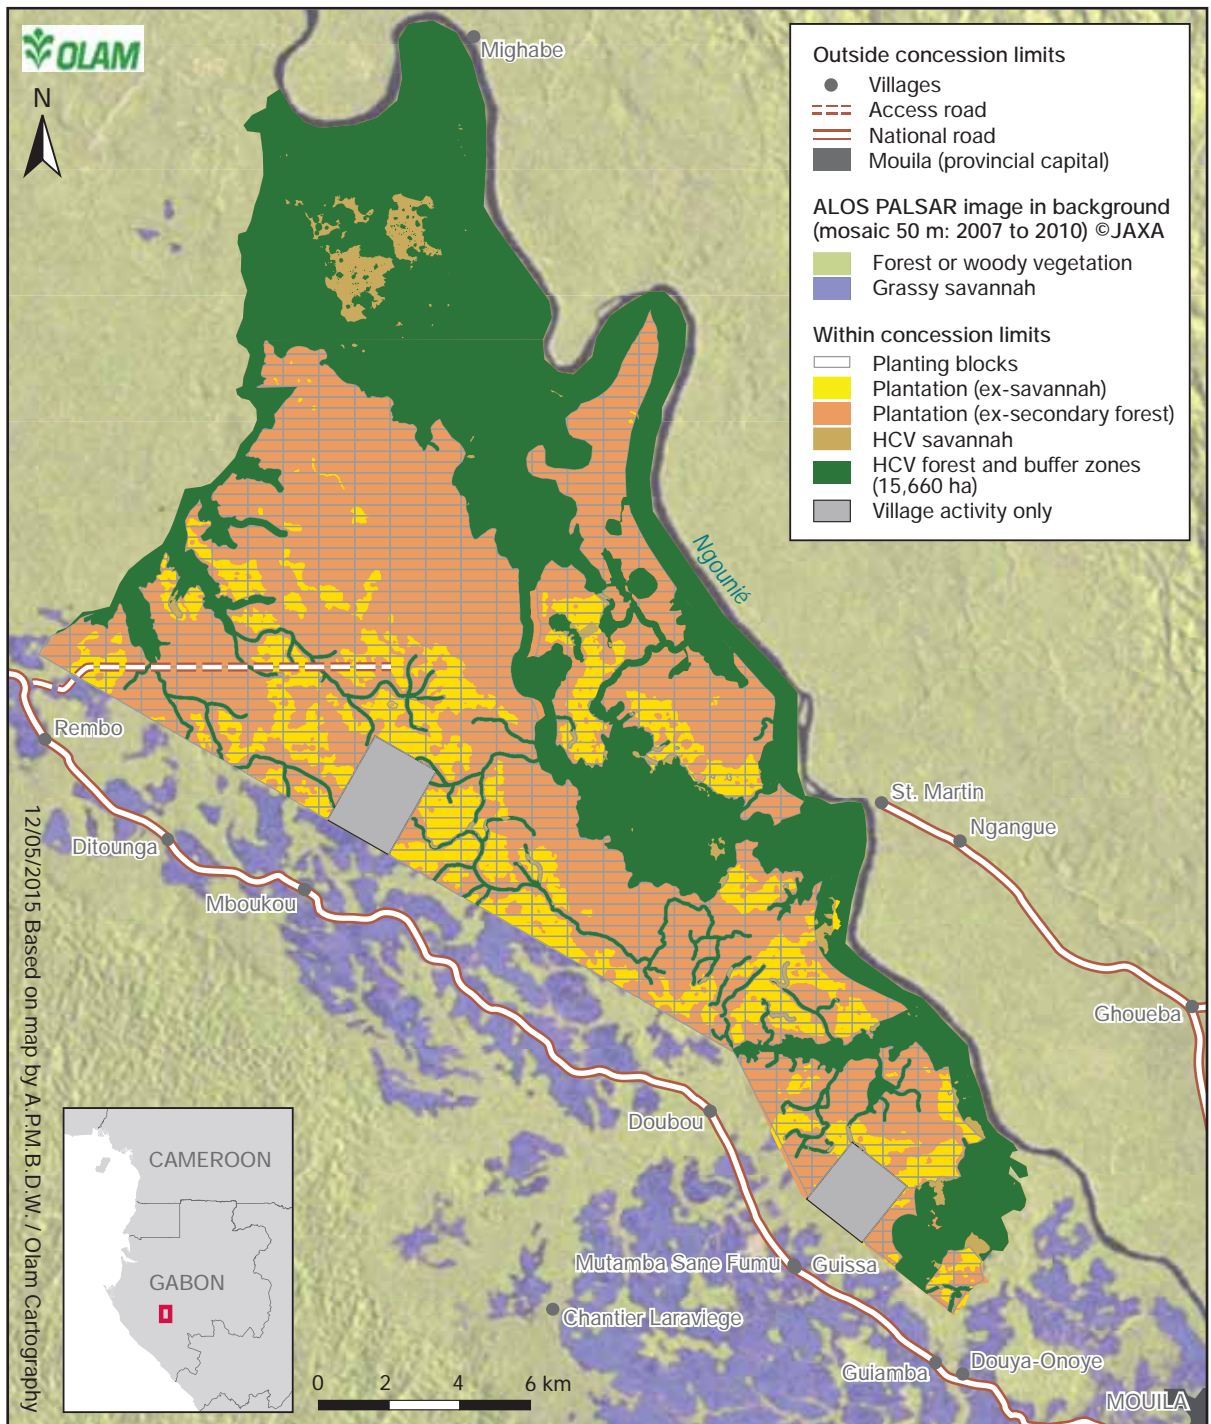 OLAM
N
Mighabe
Outside concession limits
Villages
Access road
National road
Mouila (provincial capital)
ALOS PALSAR image in background
(mosaic 50 m: 2007 to 2010) ©JAXA
Forest or woody vegetation
Grassy savannah
Within concession limits
Planting blocks
Plantation (ex-savannah)
Plantation (ex-secondary forest)
HCV savannah
HCV forest and buffer zones
(15,660 ha)
Village activity only
Ngounié
Rembo
St. Martin
Ngangue
Ditounga
Mboukou
Ghoueba
Doubou
Mutamba Sane Fumu
Guissa
Chantier Laraviege
Guiamba
Douya-Onoye
MOUILA
CAMEROON
GABON
0 2 4 6 km
12/05/2015 Based on map by A.P.M.B.D.W. / Olam Cartography